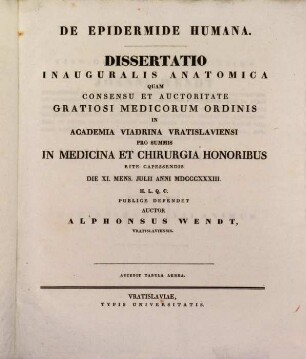 DE EPIDERMIDE HUMANA.
DISSERTATIO
INAUGURALIS ANATOMICA
QUAM
CONSENSU ET AUCTORITATE
GRATIOSI MEDICORUM ORDINIS
IN
ACADEMIA VIADRINA VRATISLAVIENSI
PRO SUMMIS
IN MEDICINA ET CHIRURGIA HONORIBUS
RITE CAPESSENDIS
DIE XI. MENS. JULII ANNI MDCCCXXXIII.
H. L. Q. C.
PUBLICE DEFENDET
AUCTOR
ALPHONSUS WENDT,
VRATISLAVIENSIS.
ACCEDIT TABULA AENEA.
VRATISLAVIAE,
TYPIS UNIVERSITATIS.